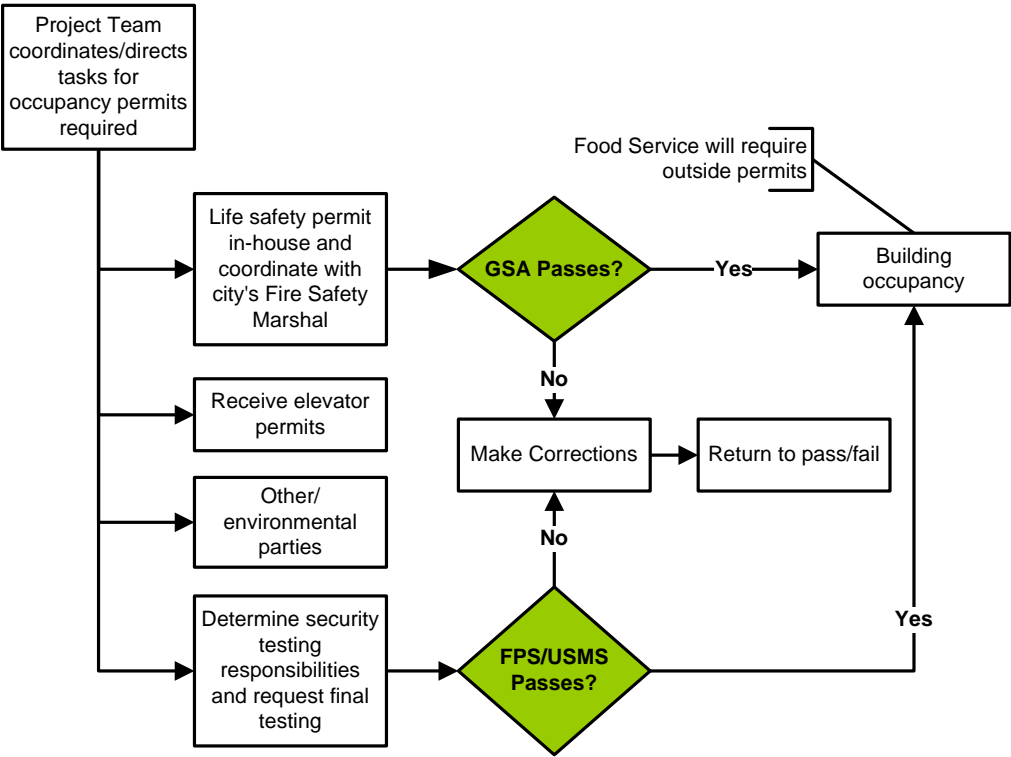 Project Team
coordinates/directs
tasks for
occupancy permits
required
Food Service will require
outside permits
Life safety permit
in-house and
coordinate with
city's Fire Safety
Marshal
GSA Passes?
Yes
Building
occupancy
No
Receive elevator
permits
Make Corrections
Return to pass/fail
Other/
environmental
parties
No
Determine security
testing
responsibilities
and request final
testing
FPS/USMS
Passes?
Yes